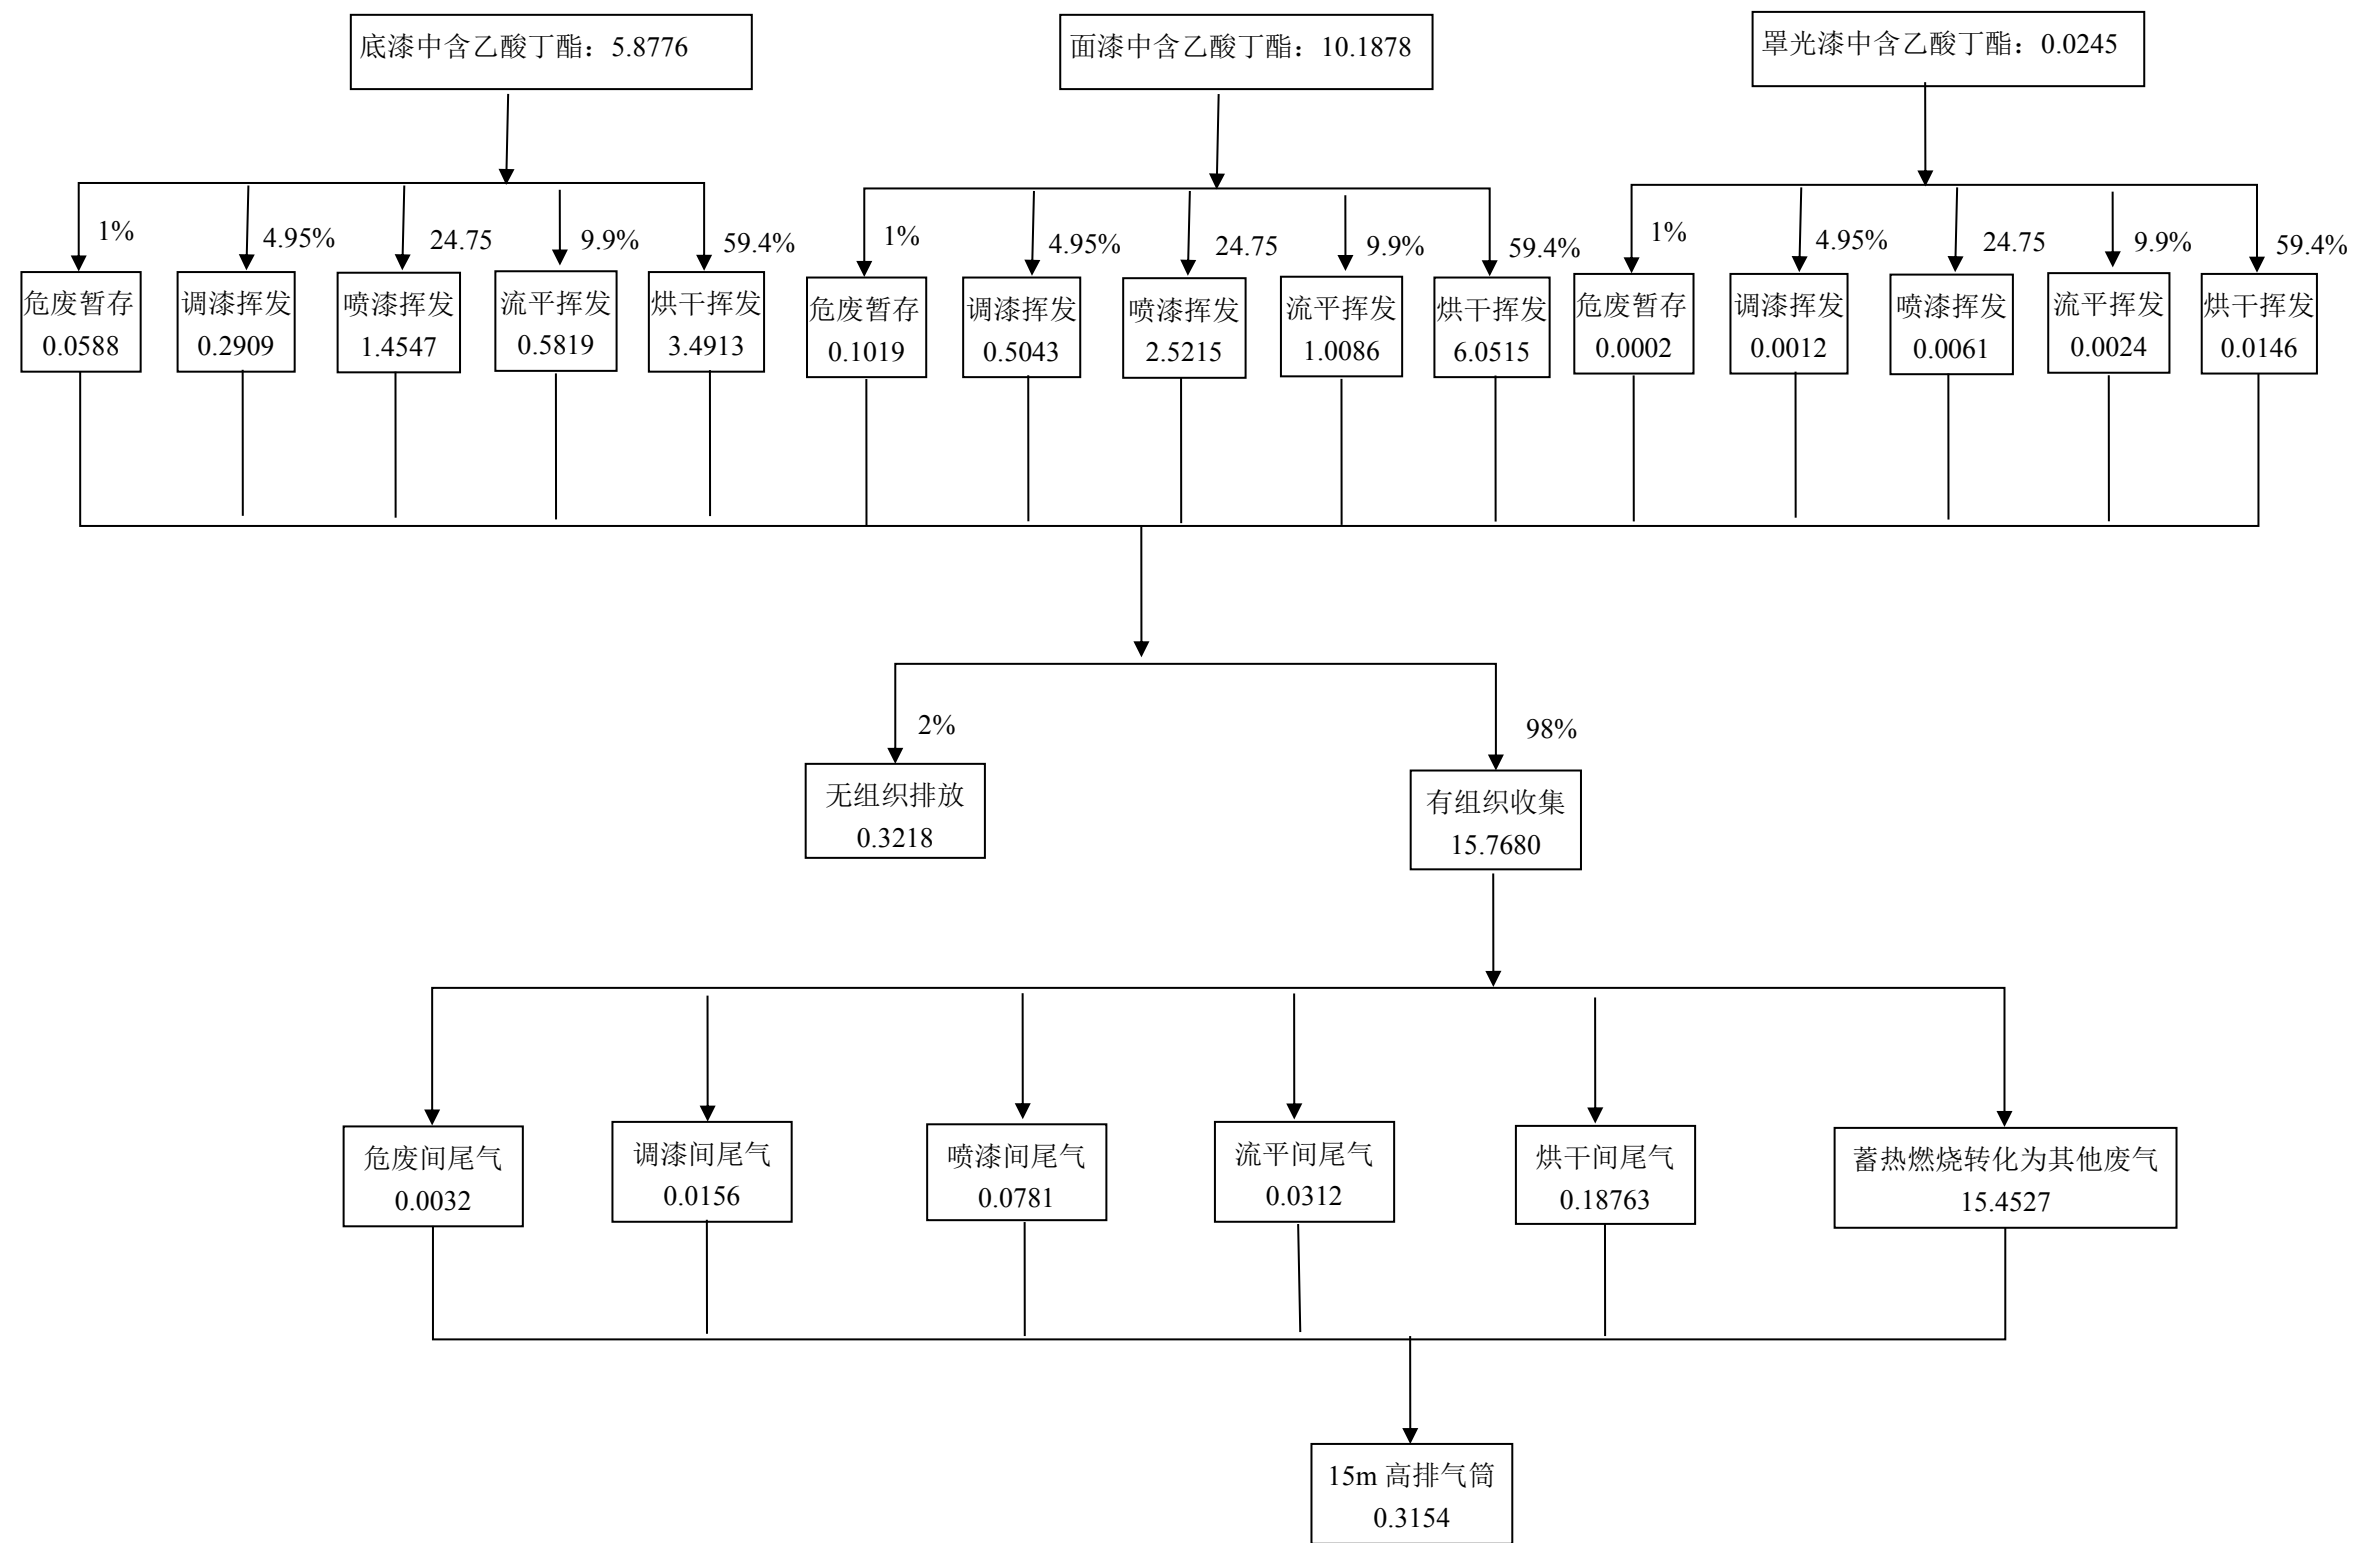 底漆中含乙酸丁酯：5.8776
面漆中含乙酸丁酯：10.1878
罩光漆中含乙酸丁酯：0.0245
1%
4.95%
24.75
9.9%
59.4%
1%
4.95%
24.75
9.9%
59.4%
1%
4.95%
24.75
9.9%
59.4%
危废暂存
0.0588
调漆挥发
0.2909
喷漆挥发
1.4547
流平挥发
0.5819
烘干挥发
3.4913
危废暂存
0.1019
调漆挥发
0.5043
喷漆挥发
2.5215
流平挥发
1.0086
烘干挥发
6.0515
危废暂存
0.0002
调漆挥发
0.0012
喷漆挥发
0.0061
流平挥发
0.0024
烘干挥发
0.0146
2%
98%
无组织排放
0.3218
有组织收集
15.7680
危废间尾气
0.0032
调漆间尾气
0.0156
喷漆间尾气
0.0781
流平间尾气
0.0312
烘干间尾气
0.18763
蓄热燃烧转化为其他废气
15.4527
15m 高排气筒
0.3154